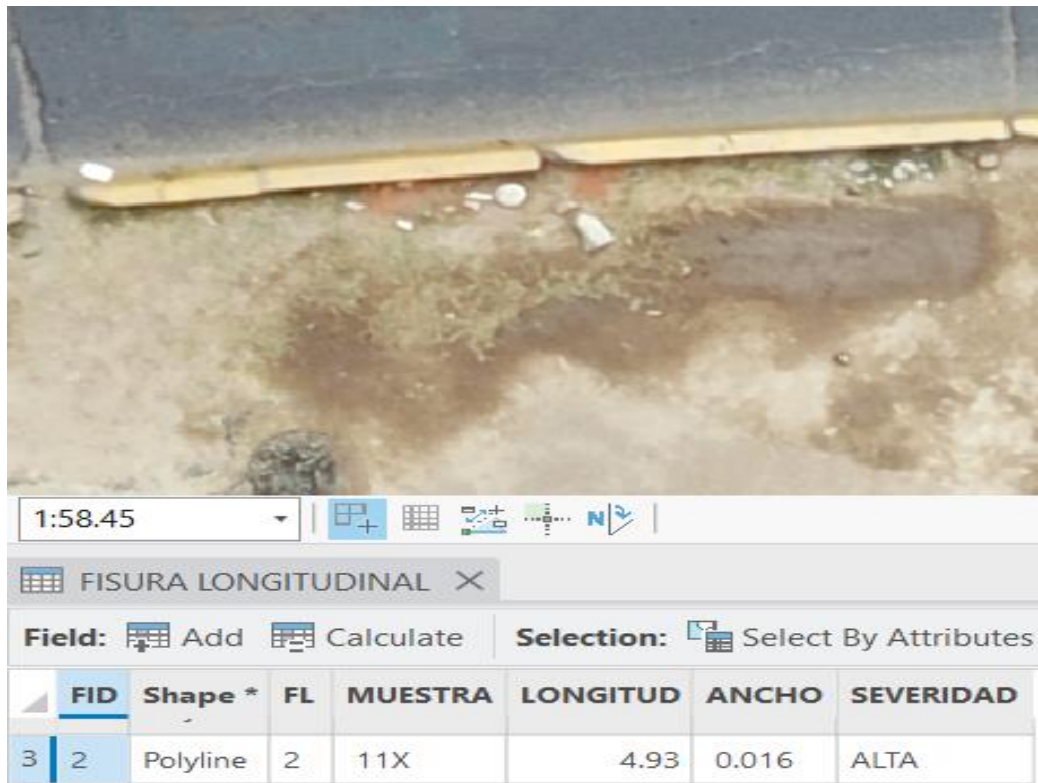 1:58.45
FISURA LONGITUDINAL
Field: Add Calculate Selection: Select By Attributes
FID Shape * FL MUESTRA LONGITUD ANCHO SEVERIDAD
3 2 Polyline 2 11X 4.93 0.016 ALTA